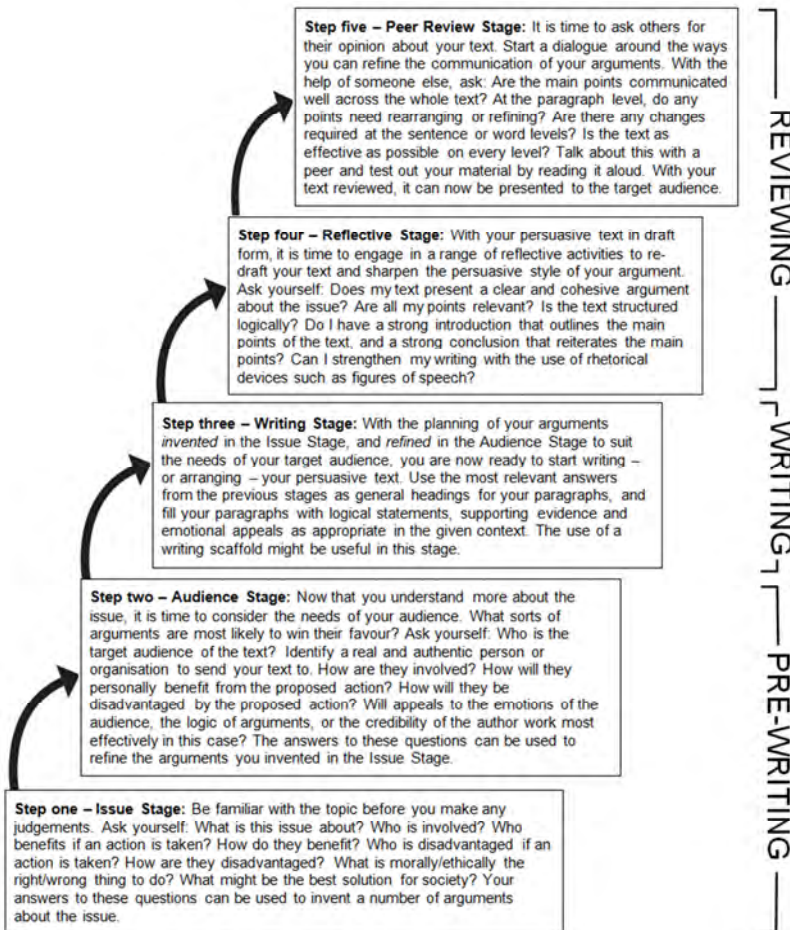 Step five – Peer Review Stage: It is time to ask others for
their opinion about your text. Start a dialogue around the ways
you can refine the communication of your arguments. With the
help of someone else, ask: Are the main points communicated
well across the whole text? At the paragraph level, do any
points need rearranging or refining? Are there any changes
required at the sentence or word levels? Is the text as
effective as possible on every level? Talk about this with a
peer and test out your material by reading it aloud. With your
text reviewed, it can now be presented to the target audience.
REVIEWING
Step four – Reflective Stage: With your persuasive text in draft
form, it is time to engage in a range of reflective activities to re-
draft your text and sharpen the persuasive style of your argument.
Ask yourself: Does my text present a clear and cohesive argument
about the issue? Are all my points relevant? Is the text structured
logically? Do I have a strong introduction that outlines the main
points of the text, and a strong conclusion that reiterates the main
points? Can I strengthen my writing with the use of rhetorical
devices such as figures of speech?
Step three – Writing Stage: With the planning of your arguments
invented in the Issue Stage, and refined in the Audience Stage to suit
the needs of your target audience, you are now ready to start writing –
or arranging – your persuasive text. Use the most relevant answers
from the previous stages as general headings for your paragraphs, and
fill your paragraphs with logical statements, supporting evidence and
emotional appeals as appropriate in the given context. The use of a
writing scaffold might be useful in this stage.
WRITING
Step two – Audience Stage: Now that you understand more about the
issue, it is time to consider the needs of your audience. What sorts of
arguments are most likely to win their favour? Ask yourself: Who is the
target audience of the text? Identify a real and authentic person or
organisation to send your text to. How are they involved? How will they
personally benefit from the proposed action? How will they be
disadvantaged by the proposed action? Will appeals to the emotions of the
audience, the logic of arguments, or the credibility of the author work most
effectively in this case? The answers to these questions can be used to
refine the arguments you invented in the Issue Stage.
PRE-WRITING
Step one – Issue Stage: Be familiar with the topic before you make any
judgements. Ask yourself: What is this issue about? Who is involved? Who
benefits if an action is taken? How do they benefit? Who is disadvantaged if an
action is taken? How are they disadvantaged? What is morally/ethically the
right/wrong thing to do? What might be the best solution for society? Your
answers to these questions can be used to invent a number of arguments
about the issue.